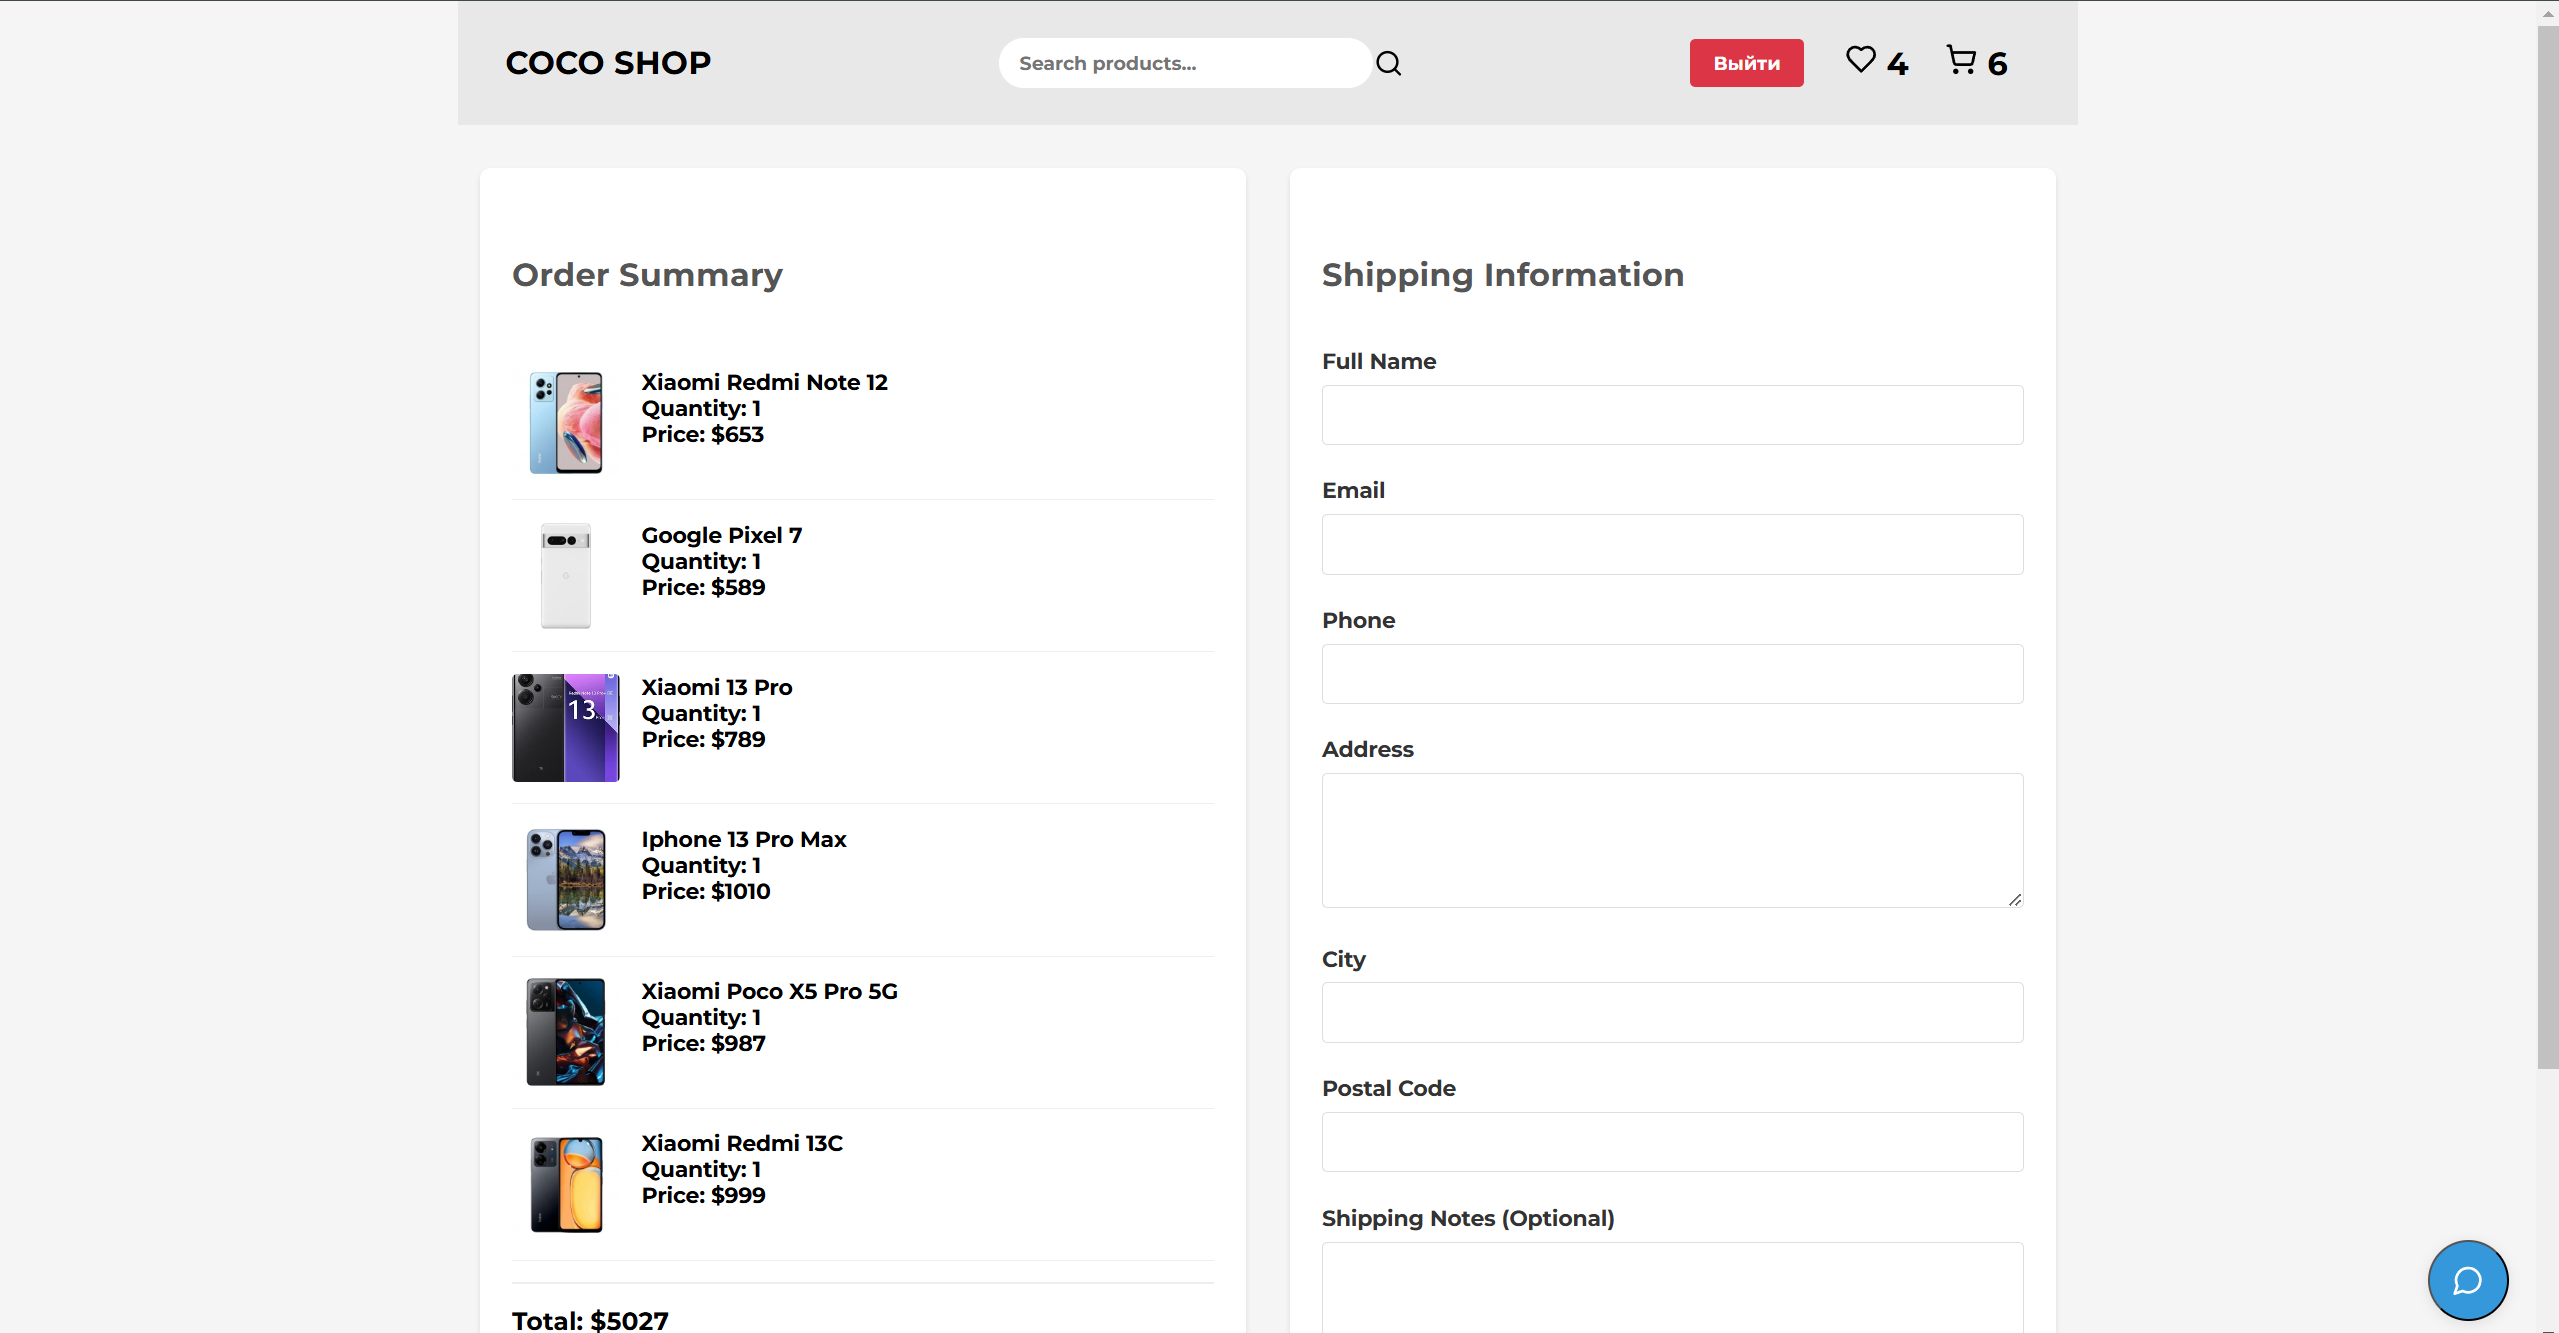 COCO SHOP
Search products...
Выйти
4
6
Order Summary
Xiaomi Redmi Note 12
Quantity: 1
Price: $653
Google Pixel 7
Quantity: 1
Price: $589
Xiaomi 13 Pro
Quantity: 1
Price: $789
13
Iphone 13 Pro Max
Quantity: 1
Price: $1010
Xiaomi Poco X5 Pro 5G
Quantity: 1
Price: $987
Xiaomi Redmi 13C
Quantity: 1
Price: $999
Total: $5027
Shipping Information
Full Name
Email
Phone
Address
City
Postal Code
Shipping Notes (Optional)